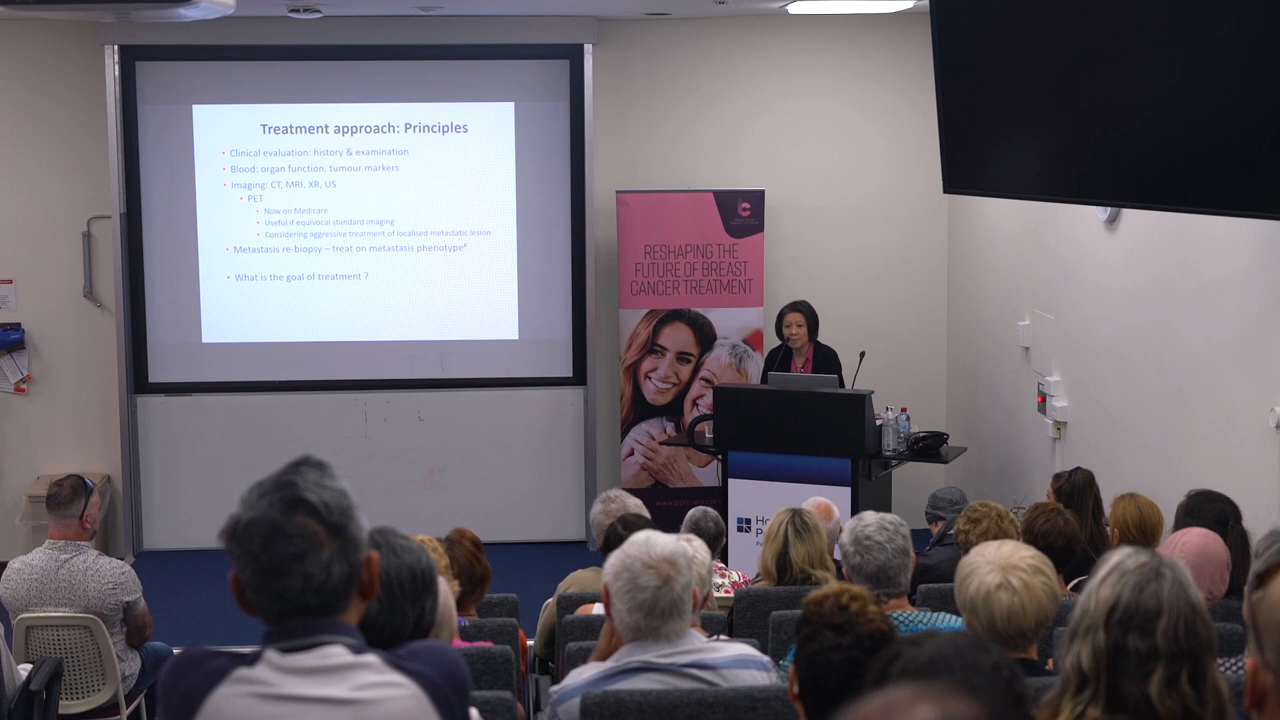 Treatment approach: Principles
• Clinical evaluation: history & examination
• Blood: organ function, tumour markers
• Imaging: CT, MRI, XR, US
• PET
• Now on Medicare
• Useful if equivocal standard imaging
• Considering aggressive treatment of localised metastatic lesion
• Metastasis re-biopsy – treat on metastasis phenotype
• What is the goal of treatment ?
RESHAPING THE
FUTURE OF BREAST
CANCER TREATMENT